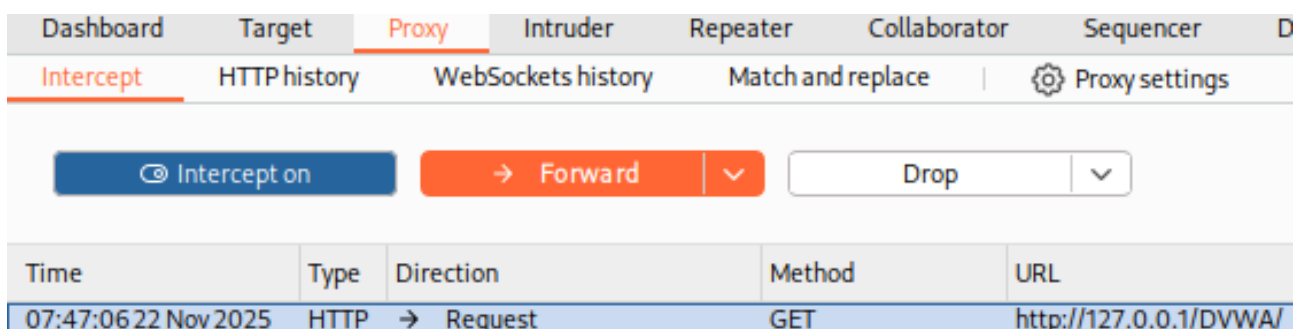 Dashboard Target Proxy Intruder Repeater Collaborator Sequencer D
Intercept HTTP history WebSockets history Match and replace Proxy settings
Intercept on → Forward Drop
Time Type Direction Method URL
07:47:06 22 Nov 2025 HTTP → Request GET http://127.0.0.1/DVWA/